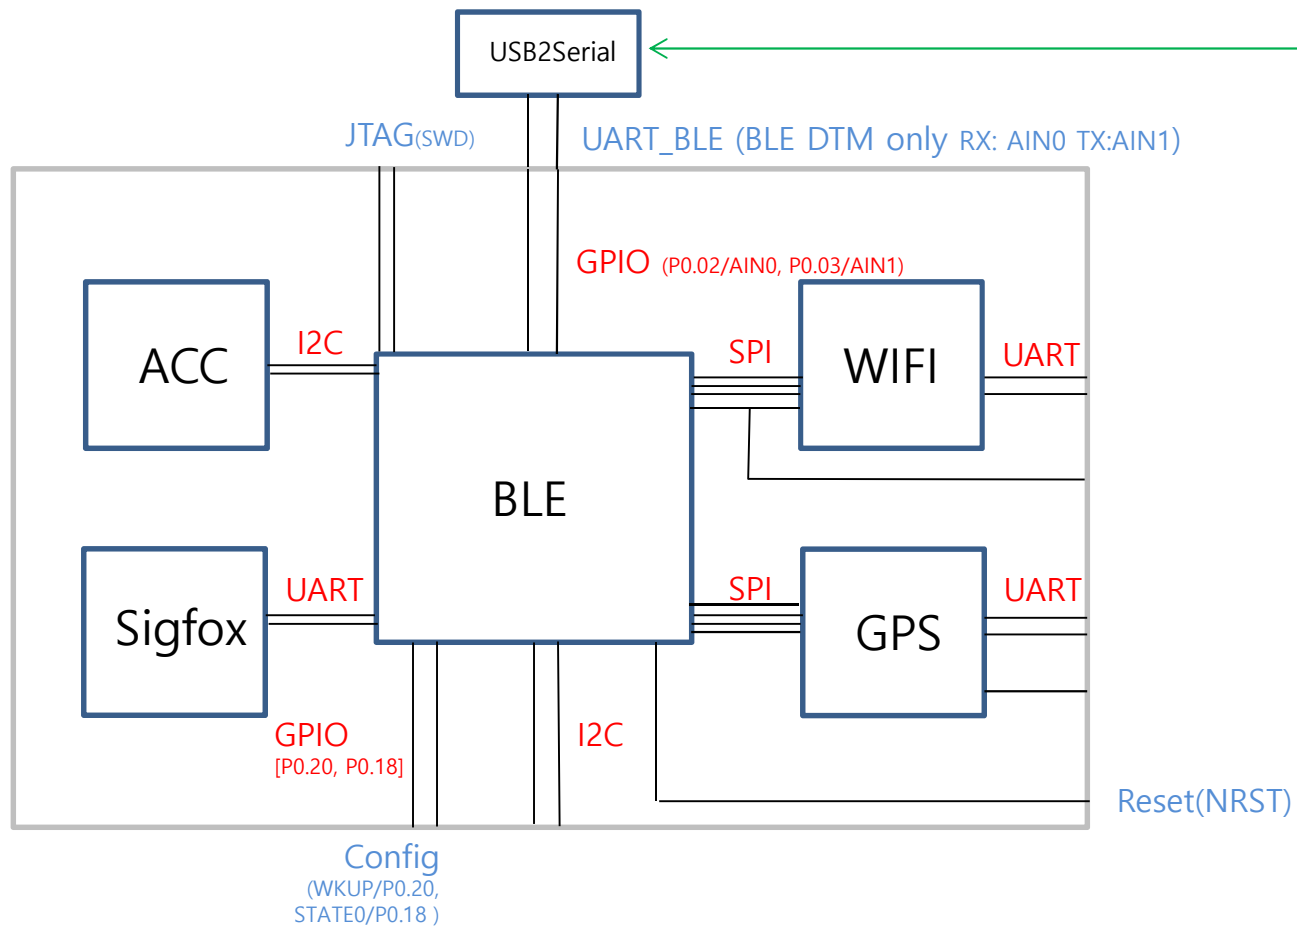 USB2Serial
JTAG(SWD)
UART_BLE (BLE DTM only RX: AIN0 TX:AIN1)
GPIO (P0.02/AIN0, P0.03/AIN1)
ACC
I2C
SPI
WIFI
UART
BLE
Sigfox
UART
SPI
GPS
UART
GPIO
[P0.20, P0.18]
I2C
Reset(NRST)
Config
(WKUP/P0.20,
STATE0/P0.18 )